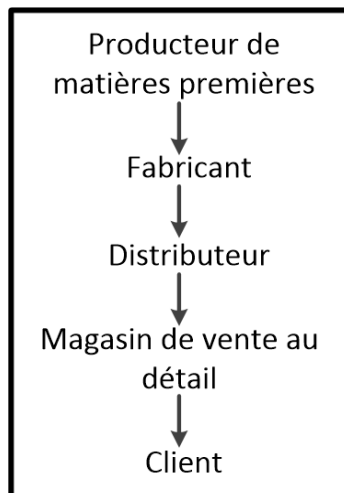 Producteur de
matières premières
Fabricant
Distributeur
Magasin de vente au
détail
Client